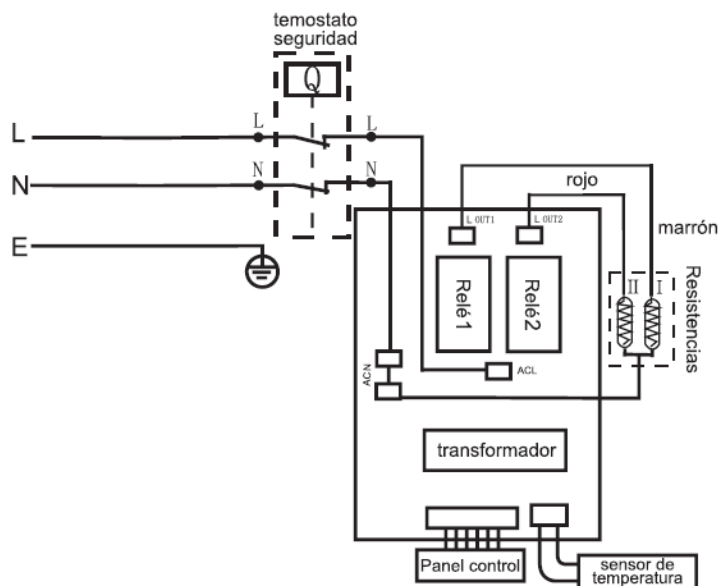 temostato
seguridad
Q
L
L
L
N
N
N
E
rojo
marrón
L OUT1
L OUT2
Relé1
Relé2
II
I
Resistencias
ACN
ACL
transformador
Panel control
sensor de
temperatura